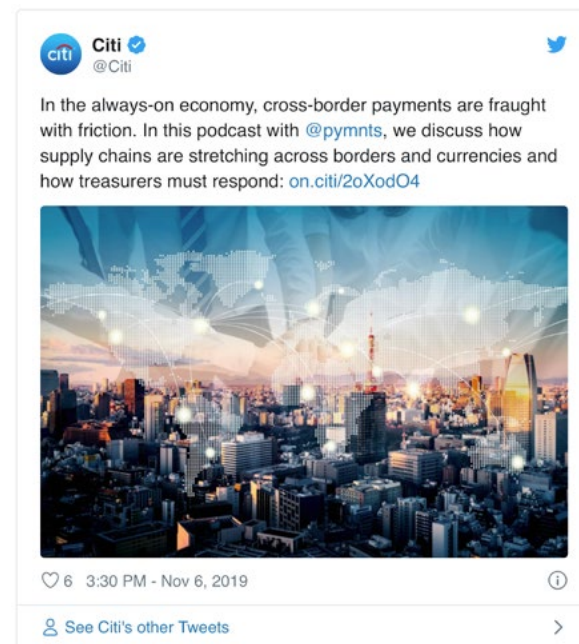 citi
Citi
@Citi
In the always-on economy, cross-border payments are fraught
with friction. In this podcast with @pymnts, we discuss how
supply chains are stretching across borders and currencies and
how treasurers must respond: on.citi/2oXodO4
6 3:30 PM - Nov 6, 2019
See Citi's other Tweets